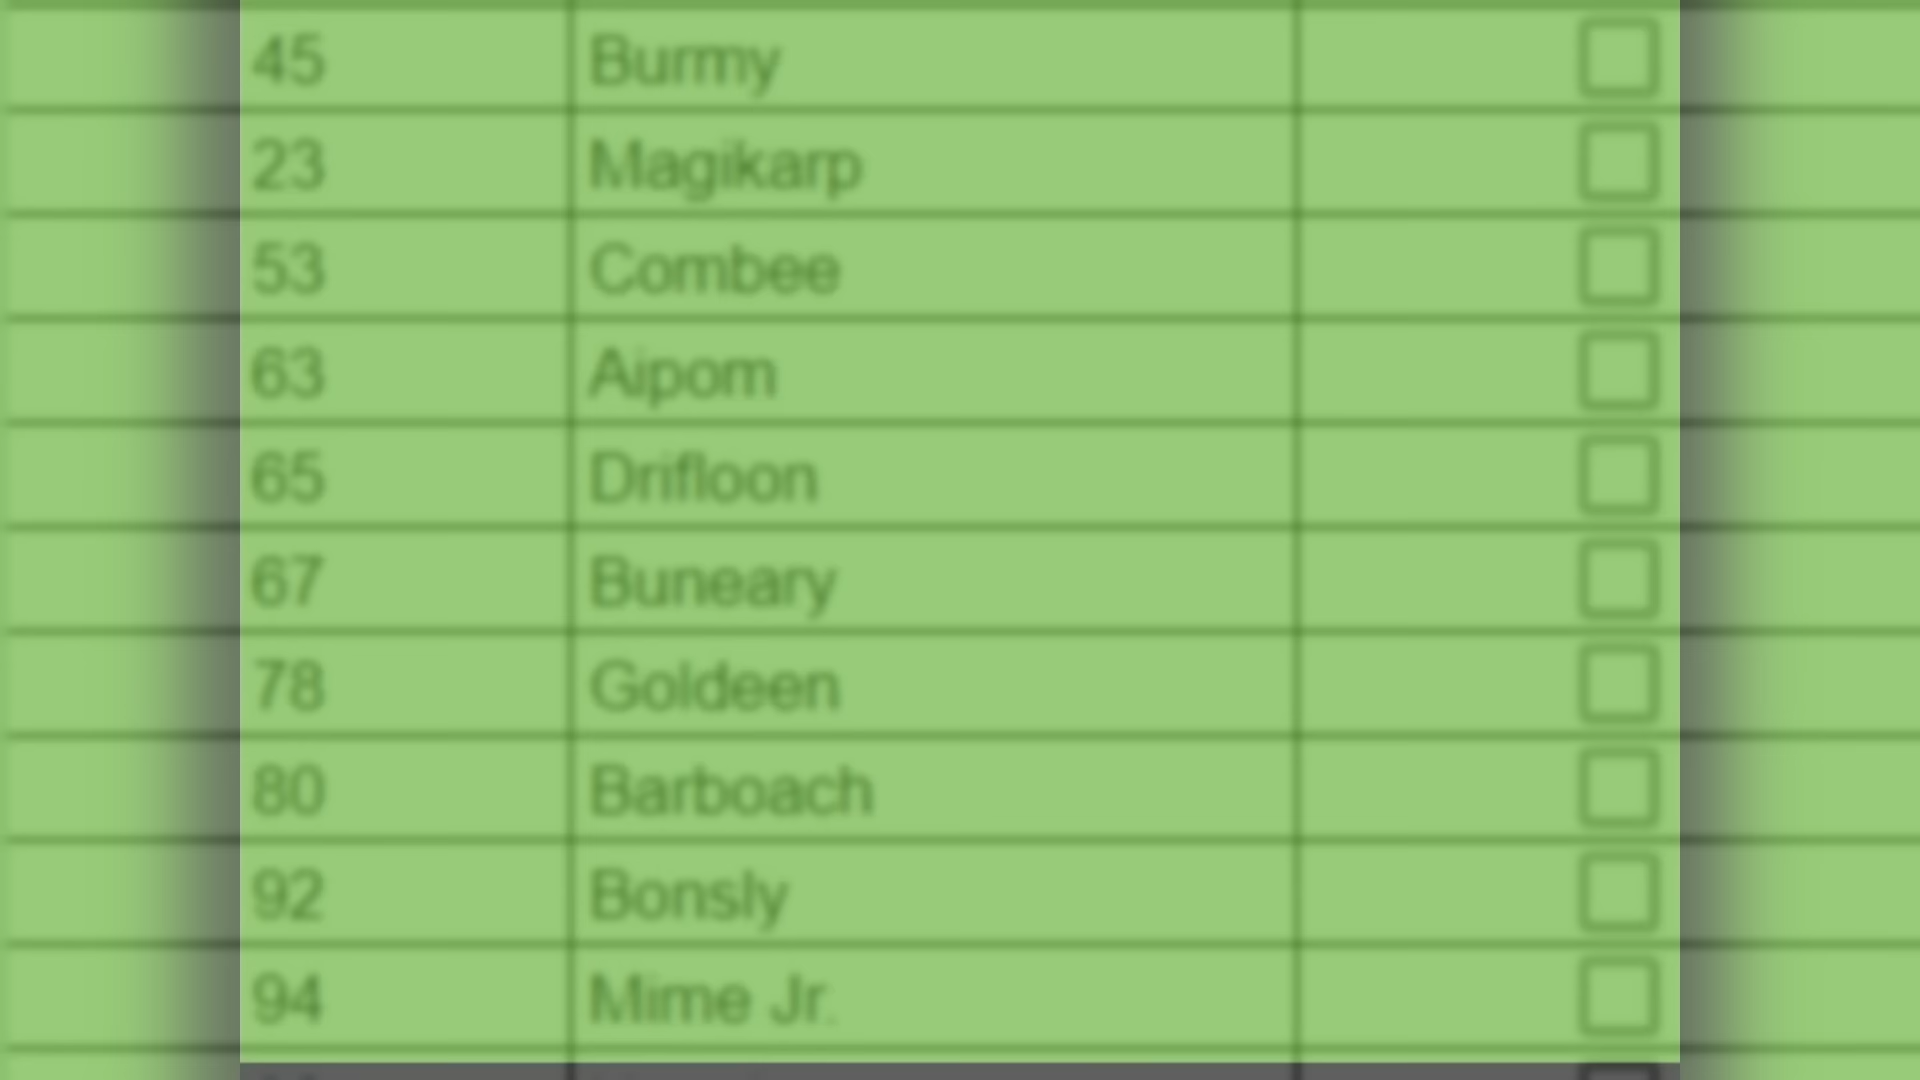 45 Burmy
23 Magikarp
53 Combee
63 Aipom
65 Drifloon
67 Buneary
78 Goldeen
80 Barboach
92 Bonsly
94 Mime Jr.